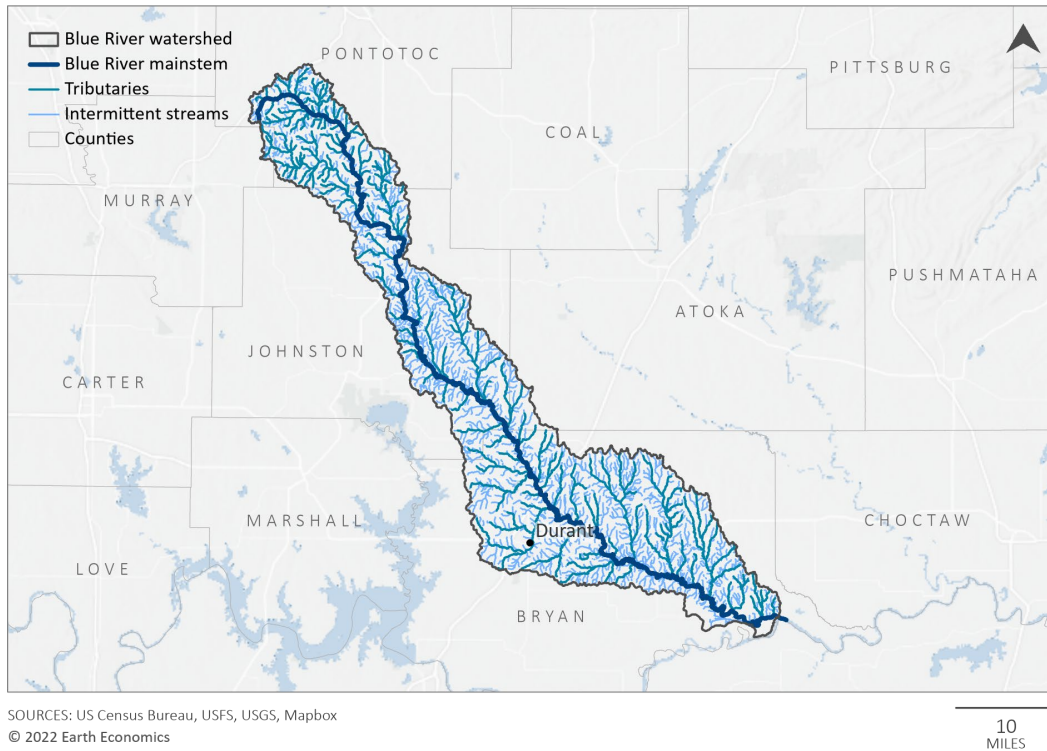 Blue River watershed
Blue River mainstem
Tributaries
Intermittent streams
Counties
PONTOTOC
PITTSBURG
COAL
MURRAY
PUSHMATAHA
ATOKA
JOHNSTON
CARTER
MARSHALL
CHOCTAW
Durant
LOVE
BRYAN
SOURCES: US Census Bureau, USFS, USGS, Mapbox
© 2022 Earth Economics
10
MILES